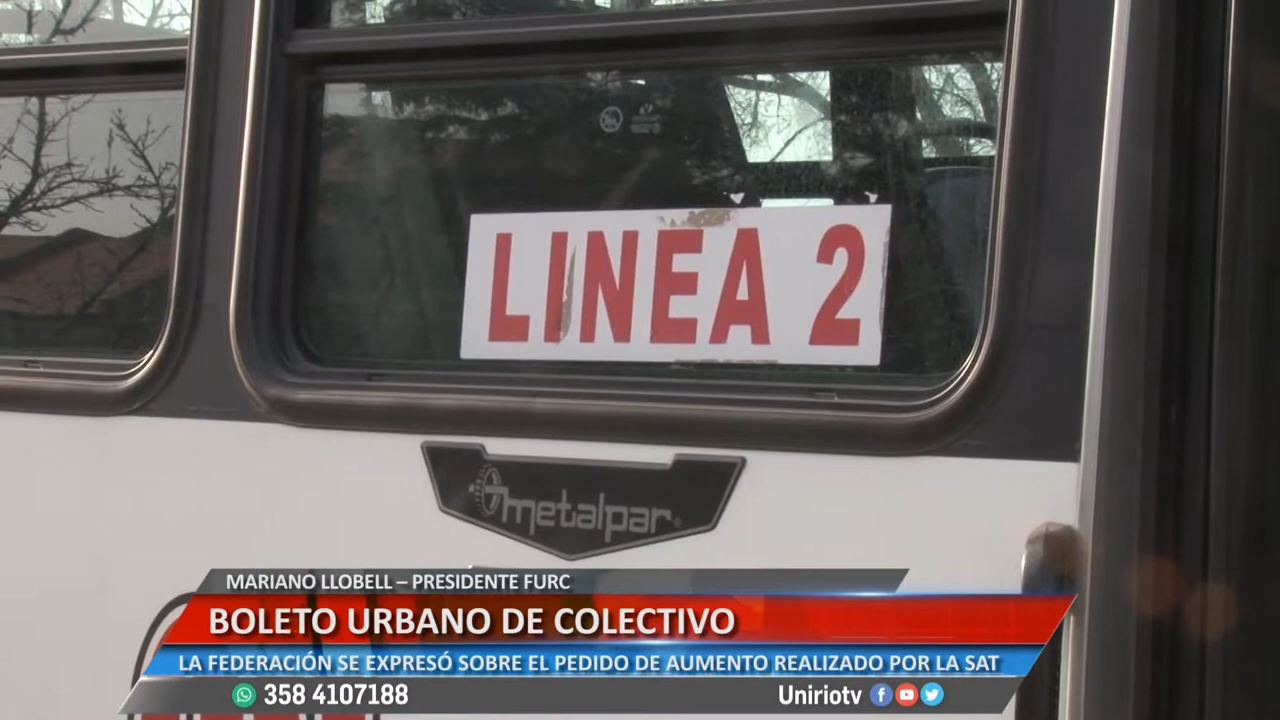 LINEA 2
metalpar
MARIANO LLOBELL – PRESIDENTE FURC
BOLETO URBANO DE COLECTIVO
LA FEDERACIÓN SE EXPRESÓ SOBRE EL PEDIDO DE AUMENTO REALIZADO POR LA SAT
358 4107188 Uniriotv